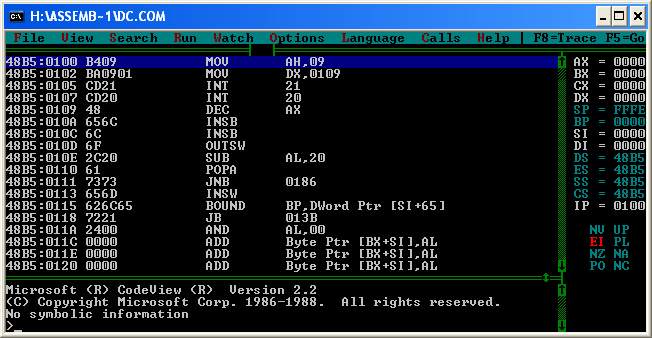 H:\ASSEMB~1\DC.COM
File View Search Run Watch Options Language Calls Help | F8=Trace F5=Go
48B5:0100 B409 MOV AH,09 AX = 0000
48B5:0102 BA0901 MOV DX,0109 BX = 0000
48B5:0105 CD21 INT 21 CX = 0000
48B5:0107 CD20 INT 20 DX = 0000
48B5:0109 48 DEC AX SP = FFFE
48B5:010A 656C INSB BP = 0000
48B5:010C 6C INSB SI = 0000
48B5:010D 6F OUTSW DI = 0000
48B5:010E 2C20 SUB AL,20 DS = 48B5
48B5:0110 61 POPA ES = 48B5
48B5:0111 7373 JNB 0186 SS = 48B5
48B5:0113 656D INSW CS = 48B5
48B5:0115 626C65 BOUND BP,DWord Ptr [SI+65] IP = 0100
48B5:0118 7221 JB 013B
48B5:011A 2400 AND AL,00 NV UP
48B5:011C 0000 ADD Byte Ptr [BX+SI],AL EI PL
48B5:011E 0000 ADD Byte Ptr [BX+SI],AL NZ NA
48B5:0120 0000 ADD Byte Ptr [BX+SI],AL PO NC
Microsoft (R) CodeView (R) Version 2.2
(C) Copyright Microsoft Corp. 1986-1988. All rights reserved.
No symbolic information
>_